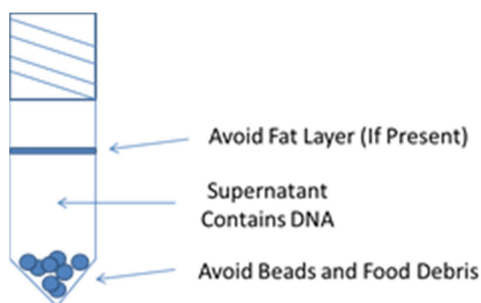 Avoid Fat Layer (If Present)
Supernatant
Contains DNA
Avoid Beads and Food Debris